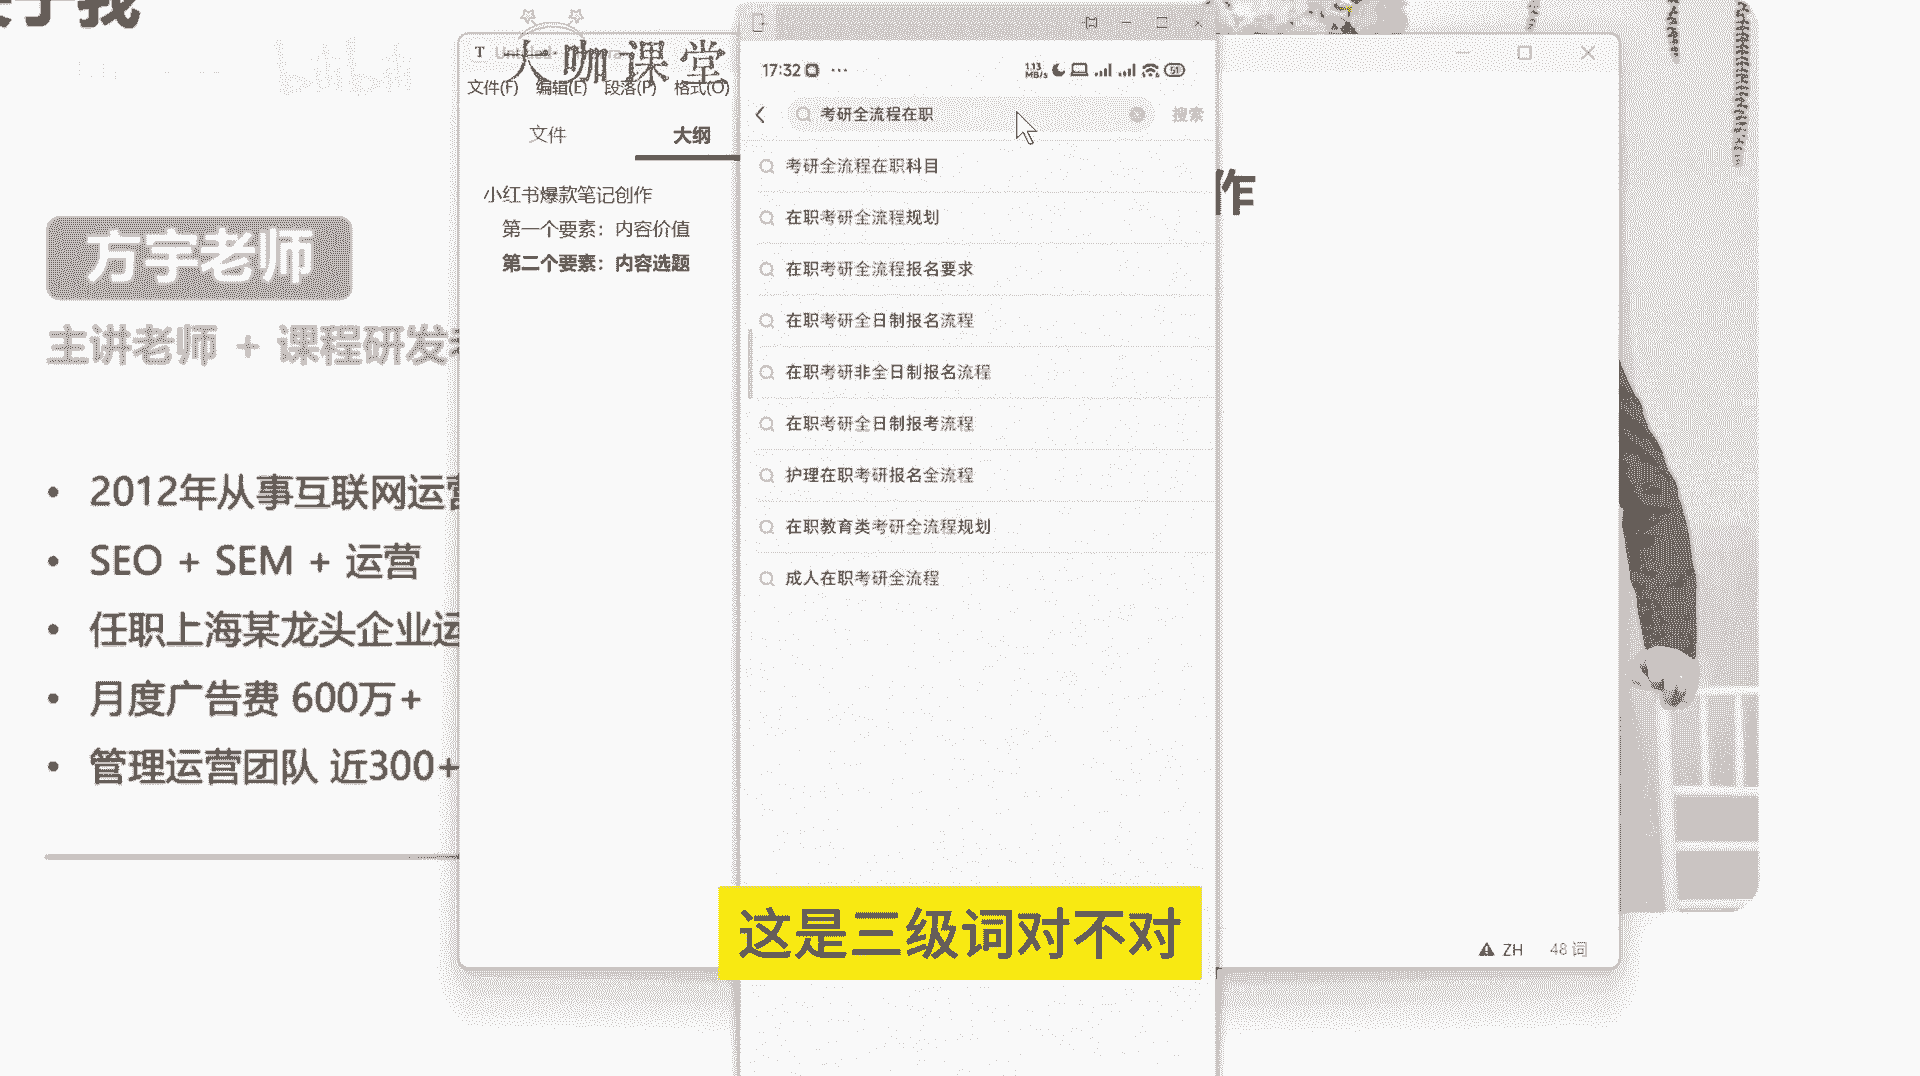 大咖课堂
bilibili
方宇老师
主讲老师 + 课程研发
• 2012年从事互联网运营
• SEO + SEM + 运营
• 任职上海某龙头企业运
• 月度广告费 600万+
• 管理运营团队 近300+
文件(F) 编辑(E) 段落(P) 格式(O)
文件 大纲
小红书爆款笔记创作
第一个要素：内容价值
第二个要素：内容选题
作
17:32 ···
1.13 MB/s
51
考研全流程在职
搜索
考研全流程在职科目
在职考研全流程规划
在职考研全流程报名要求
在职考研全日制报名流程
在职考研非全日制报名流程
在职考研全日制报考流程
护理在职考研报名全流程
在职教育类考研全流程规划
成人在职考研全流程
这是三级词对不对
ZH 48 词